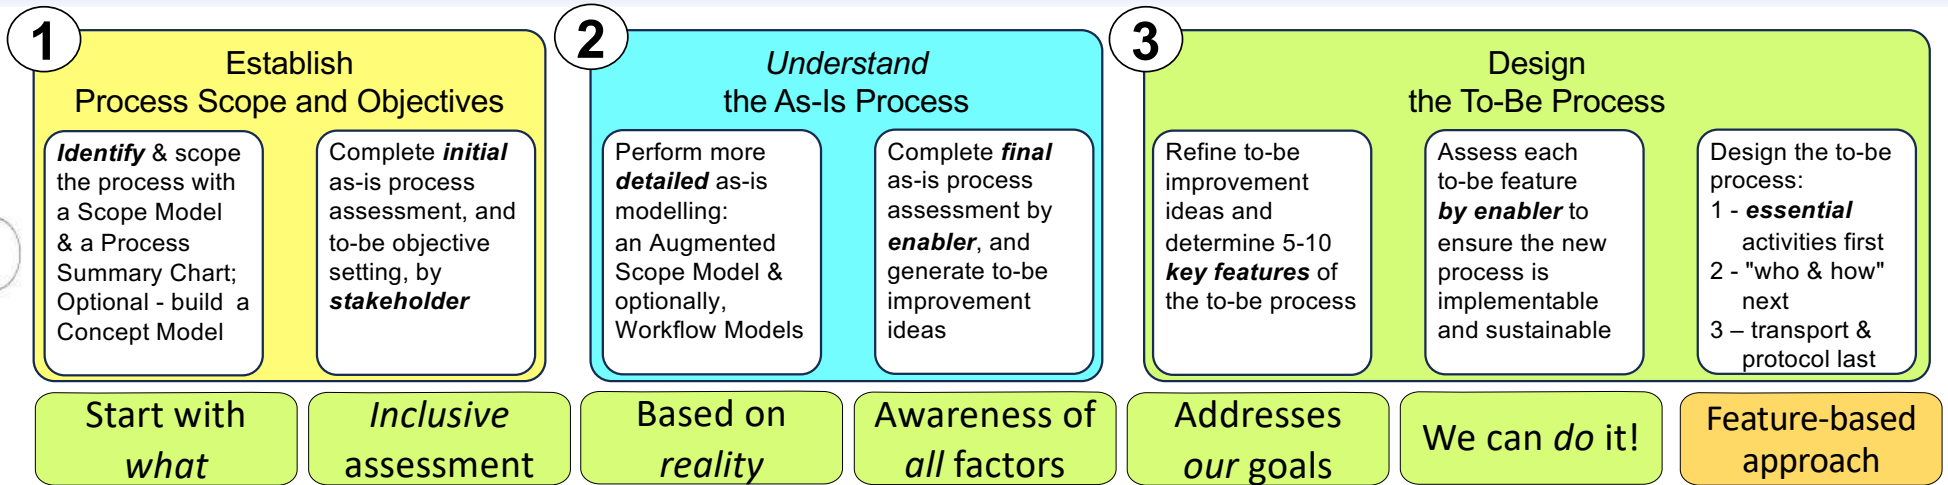 1
Establish
Process Scope and Objectives
Identify & scope
the process with
a Scope Model
& a Process
Summary Chart;
Optional - build a
Concept Model
Complete initial
as-is process
assessment, and
to-be objective
setting, by
stakeholder
2
Understand
the As-Is Process
Perform more
detailed as-is
modelling:
an Augmented
Scope Model &
optionally,
Workflow Models
Complete final
as-is process
assessment by
enabler, and
generate to-be
improvement
ideas
3
Design
the To-Be Process
Refine to-be
improvement
ideas and
determine 5-10
key features of
the to-be process
Assess each
to-be feature
by enabler to
ensure the new
process is
implementable
and sustainable
Design the to-be
process:
1 - essential
activities first
2 - "who & how"
next
3 – transport &
protocol last
Start with
what
Inclusive
assessment
Based on
reality
Awareness of
all factors
Addresses
our goals
We can do it!
Feature-based
approach